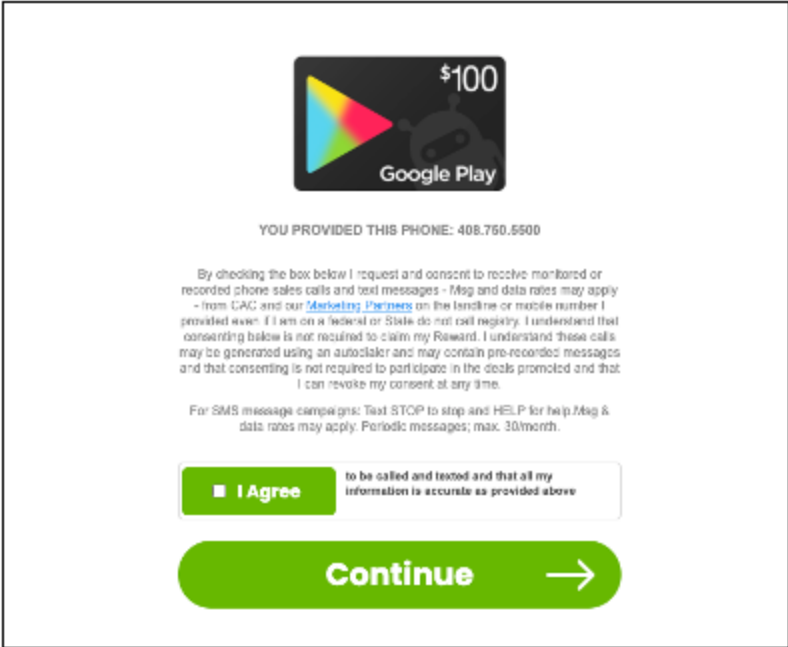 $100
Google Play
YOU PROVIDED THIS PHONE: 408.750.5500
By checking the box below I request and consent to receive monitored or
recorded phone sales calls and text messages - Msg and data rates may apply
- from CAC and our Marketing Partners on the landline or mobile number I
provided even if I am on a federal or State do not call registry. I understand that
consenting below is not required to claim my Reward. I understand these calls
may be generated using an autodialer and may contain pre-recorded messages
and that consenting is not required to participate in the deals promoted and that
I can revoke my consent at any time.
For SMS message campaigns: Text STOP to stop and HELP for help.Msg &
data rates may apply. Periodic messages; max. 30/month.
I Agree
to be called and texted and that all my
information is accurate as provided above
Continue